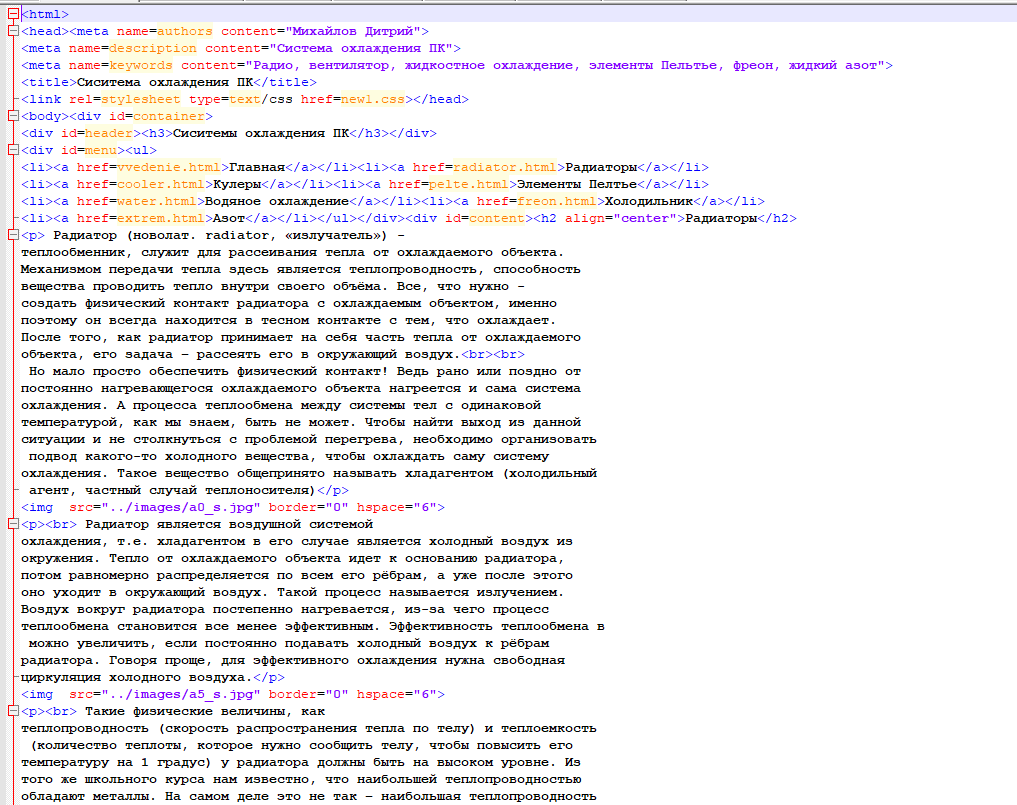 <html>
<head><meta name=authors content="Михайлов Дитрий">
<meta name=description content="Система охлаждения ПК">
<meta name=keywords content="Радио, вентилятор, жидкостное охлаждение, элементы Пельтье, фреон, жидкий азот">
<title>Сиситема охлаждения ПК</title>
<link rel=stylesheet type=text/css href=new1.css></head>
<body><div id=container>
<div id=header><h3>Сиситемы охлаждения ПК</h3></div>
<div id=menu><ul>
<li><a href=vvedenie.html>Главная</a></li><li><a href=radiator.html>Радиаторы</a></li>
<li><a href=cooler.html>Кулеры</a></li><li><a href=pelte.html>Элементы Пелтье</a></li>
<li><a href=water.html>Водяное охлаждение</a></li><li><a href=freon.html>Холодильник</a></li>
<li><a href=extrem.html>Азот</a></li></ul></div><div id=content><h2 align="center">Радиаторы</h2>
<p> Радиатор (новолат. radiator, «излучатель») -
теплообменник, служит для рассеивания тепла от охлаждаемого объекта.
Механизмом передачи тепла здесь является теплопроводность, способность
вещества проводить тепло внутри своего объёма. Все, что нужно -
создать физический контакт радиатора с охлаждаемым объектом, именно
поэтому он всегда находится в тесном контакте с тем, что охлаждает.
После того, как радиатор принимает на себя часть тепла от охлаждаемого
объекта, его задача – рассеять его в окружающий воздух.<br><br>
Но мало просто обеспечить физический контакт! Ведь рано или поздно от
постоянно нагревающегося охлаждаемого объекта нагреется и сама система
охлаждения. А процесса теплообмена между системы тел с одинаковой
температурой, как мы знаем, быть не может. Чтобы найти выход из данной
ситуации и не столкнуться с проблемой перегрева, необходимо организовать
подвод какого-то холодного вещества, чтобы охлаждать саму систему
охлаждения. Такое вещество общепринято называть хладагентом (холодильный
агент, частный случай теплоносителя)</p>
<img  src="../images/a0_s.jpg" border="0" hspace="6">
<p><br> Радиатор является воздушной системой
охлаждения, т.е. хладагентом в его случае является холодный воздух из
окружения. Тепло от охлаждаемого объекта идет к основанию радиатора,
потом равномерно распределяется по всем его рёбрам, а уже после этого
оно уходит в окружающий воздух. Такой процесс называется излучением.
Воздух вокруг радиатора постепенно нагревается, из-за чего процесс
теплообмена становится все менее эффективным. Эффективность теплообмена в
можно увеличить, если постоянно подавать холодный воздух к рёбрам
радиатора. Говоря проще, для эффективного охлаждения нужна свободная
циркуляция холодного воздуха.</p>
<img  src="../images/a5_s.jpg" border="0" hspace="6">
<p><br> Такие физические величины, как
теплопроводность (скорость распространения тепла по телу) и теплоемкость
(количество теплоты, которое нужно сообщить телу, чтобы повысить его
температуру на 1 градус) у радиатора должны быть на высоком уровне. Из
того же школьного курса нам известно, что наибольшей теплопроводностью
обладают металлы. На самом деле это не так – наибольшая теплопроводность